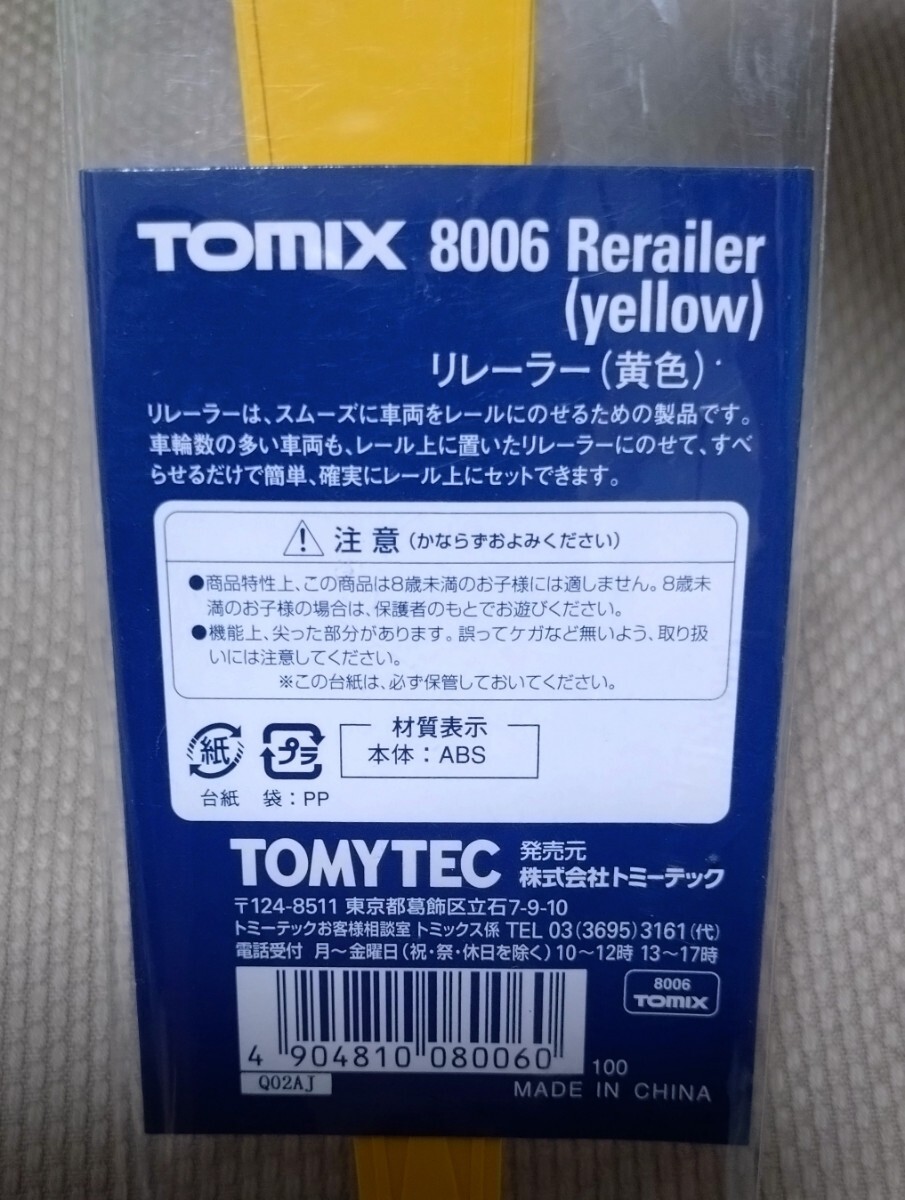 TOMIX 8006 Rerailer
(yellow)
リレーラー(黄色)
リレーラーは、スムーズに車両をレールにのせるための製品です。
車輪数の多い車両も、レール上に置いたリレーラーにのせて、すべ
らせるだけで簡単、確実にレール上にセットできます。
注意(かならずおよみください)
●商品特性上、この商品は8歳未満のお子様には適しません。8歳未
満のお子様の場合は、保護者のもとでお遊びください。
●機能上、尖った部分があります。誤ってケガなど無いよう、取り扱
いには注意してください。
※この台紙は、必ず保管しておいてください。
紙 プラ 材質表示
本体:ABS
台紙 袋:PP
TOMYTEC 発売元
株式会社トミーテック
〒124-8511 東京都葛飾区立石7-9-10
トミーテックお客様相談室 トミックス係 TEL 03(3695)3161(代)
電話受付 月~金曜日(祝・祭・休日を除く)10~12時 13~17時
8006
TOMIX
4 904810 080060
100
Q02AJ
MADE IN CHINA